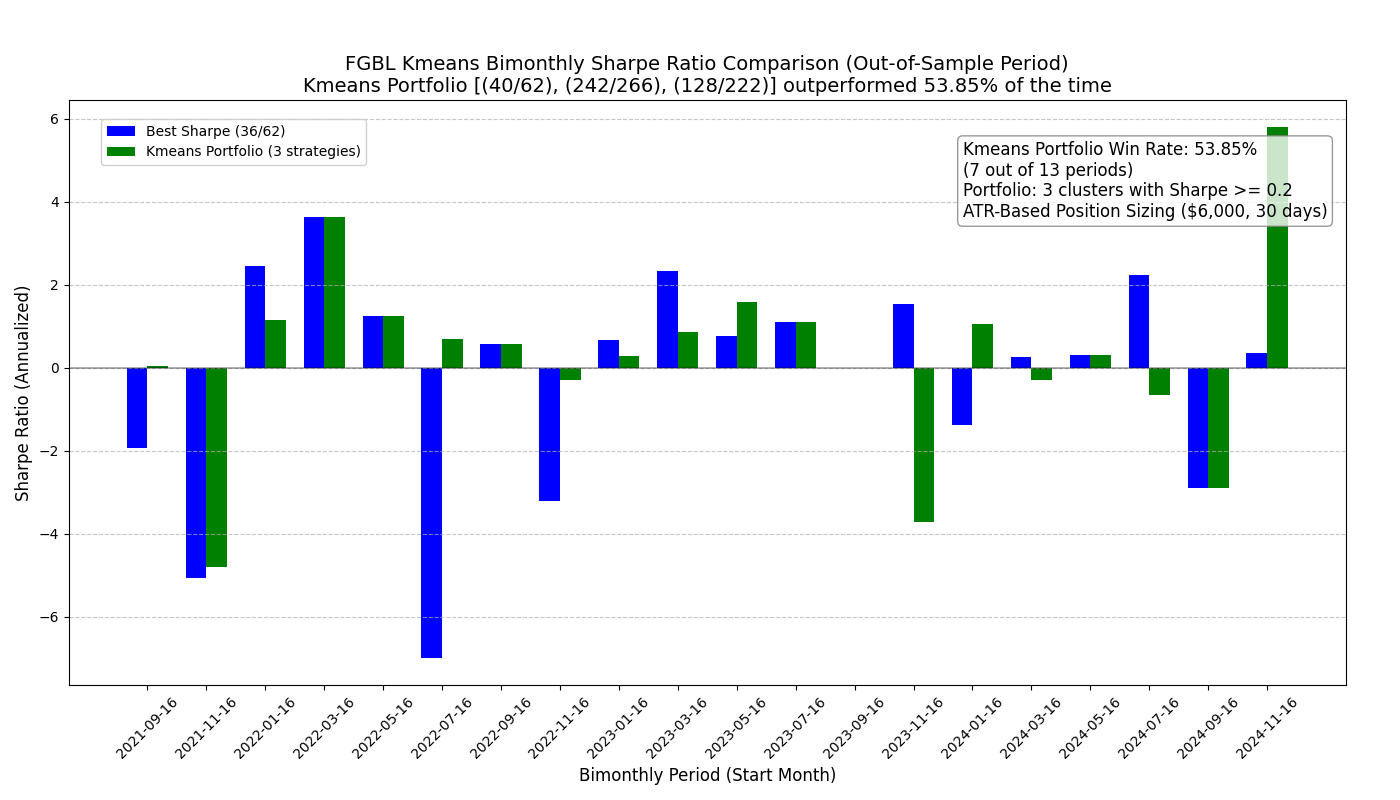 FGBL Kmeans Bimonthly Sharpe Ratio Comparison (Out-of-Sample Period)
Kmeans Portfolio [(40/62), (242/266), (128/222)] outperformed 53.85% of the time
Best Sharpe (36/62)
Kmeans Portfolio (3 strategies)
Kmeans Portfolio Win Rate: 53.85%
(7 out of 13 periods)
Portfolio: 3 clusters with Sharpe >= 0.2
ATR-Based Position Sizing ($6,000, 30 days)
Sharpe Ratio (Annualized)
6
4
2
0
−2
−4
−6
2021-09-16
2021-11-16
2022-01-16
2022-03-16
2022-05-16
2022-07-16
2022-09-16
2022-11-16
2023-01-16
2023-03-16
2023-05-16
2023-07-16
2023-09-16
2023-11-16
2024-01-16
2024-03-16
2024-05-16
2024-07-16
2024-09-16
2024-11-16
Bimonthly Period (Start Month)